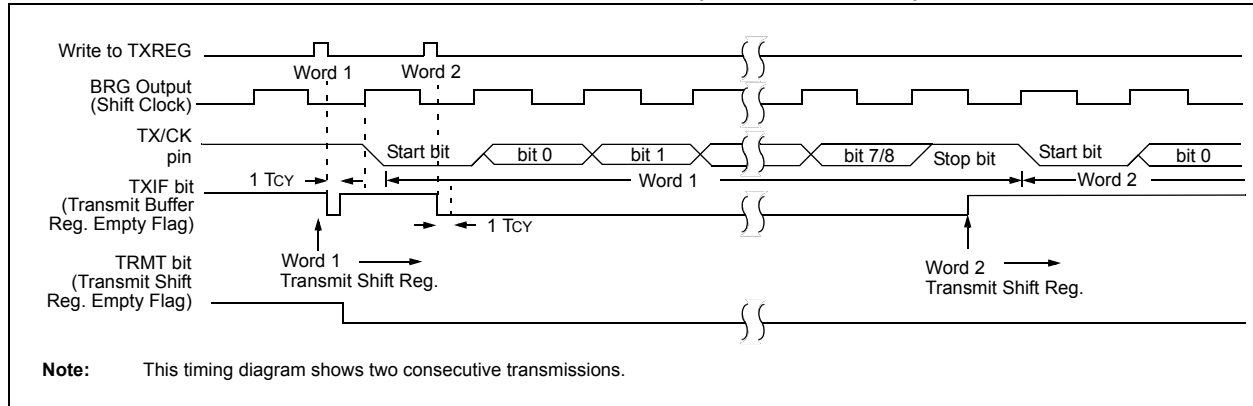 Write to TXREG
Word 1
Word 2
BRG Output
(Shift Clock)
TX/CK
pin
Start bit
bit 0
bit 1
bit 7/8
Stop bit
Start bit
bit 0
1 TCY
Word 1
Word 2
TXIF bit
(Transmit Buffer
Reg. Empty Flag)
1 TCY
Word 1
Transmit Shift Reg.
Word 2
Transmit Shift Reg.
TRMT bit
(Transmit Shift
Reg. Empty Flag)
Note: This timing diagram shows two consecutive transmissions.